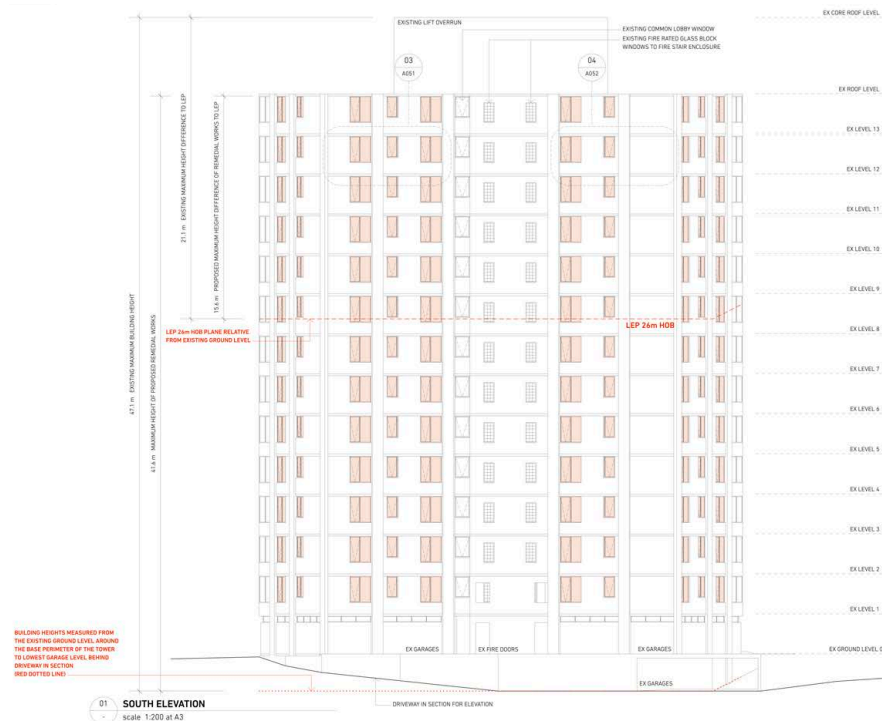 EX CORE ROOF LEVEL
EXISTING LIFT OVERRUN
EXISTING COMMON LOBBY WINDOW
EXISTING FIRE RATED GLASS BLOCK
WINDOWS TO FIRE STAIR ENCLOSURE
03
A051
04
A052
EX ROOF LEVEL
EX LEVEL 13
EX LEVEL 12
EX LEVEL 11
EX LEVEL 10
EX LEVEL 9
EX LEVEL 8
EX LEVEL 7
EX LEVEL 6
EX LEVEL 5
EX LEVEL 4
EX LEVEL 3
EX LEVEL 2
EX LEVEL 1
EX GROUND LEVEL G
47.1 m EXISTING MAXIMUM BUILDING HEIGHT
41.6 m MAXIMUM HEIGHT OF PROPOSED REMEDIAL WORKS
21.1 m EXISTING MAXIMUM HEIGHT DIFFERENCE TO LEP
15.6 m PROPOSED MAXIMUM HEIGHT DIFFERENCE OF REMEDIAL WORKS TO LEP
LEP 26m HOB PLANE RELATIVE
FROM EXISTING GROUND LEVEL
LEP 26m HOB
BUILDING HEIGHTS MEASURED FROM
THE EXISTING GROUND LEVEL AROUND
THE BASE PERIMETER OF THE TOWER
TO LOWEST GARAGE LEVEL BEHIND
DRIVEWAY IN SECTION
(RED DOTTED LINE)
EX GARAGES
EX FIRE DOORS
EX GARAGES
EX GARAGES
DRIVEWAY IN SECTION FOR ELEVATION
01
-
SOUTH ELEVATION
scale 1:200 at A3